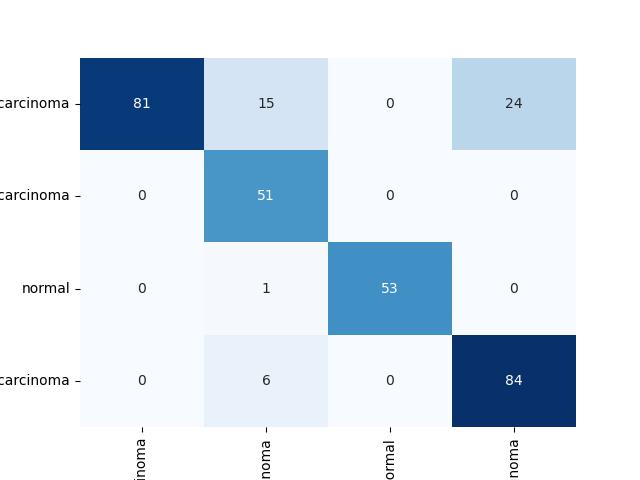 carcinoma 81 15 0 24
carcinoma 0 51 0 0
normal 0 1 53 0
carcinoma 0 6 0 84
inoma noma ormal noma